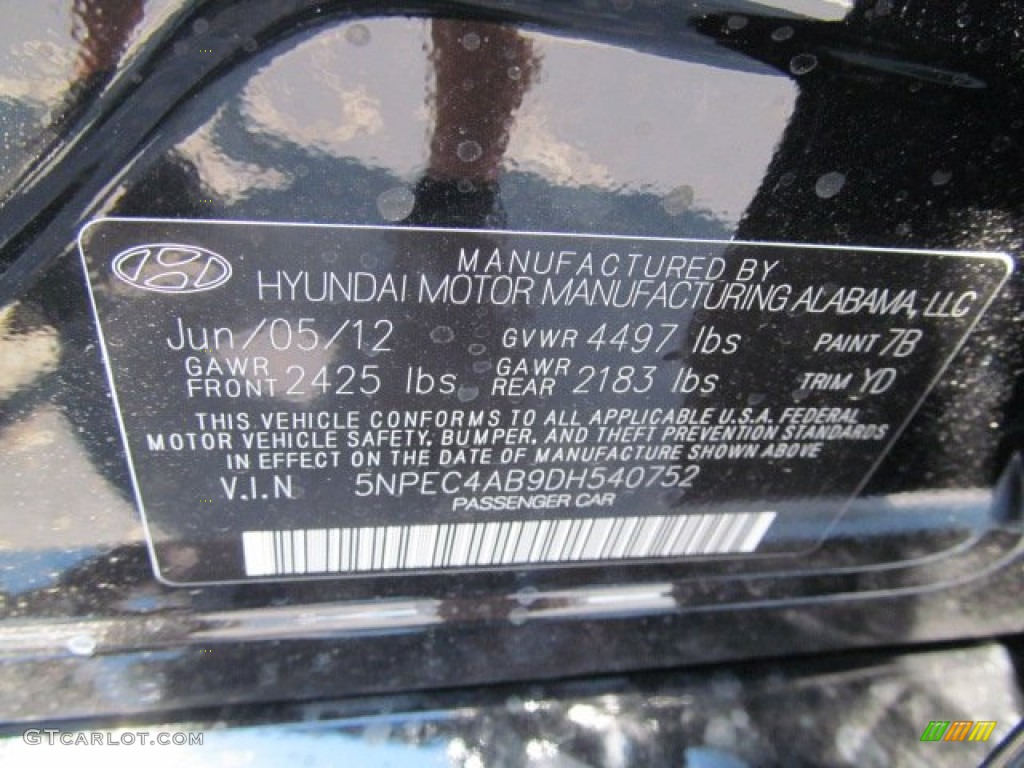 MANUFACTURED BY
HYUNDAI MOTOR MANUFACTURING ALABAMA, LLC
Jun/05/12 GVWR 4497 lbs PAINT 7B
GAWR FRONT 2425 lbs GAWR REAR 2183 lbs TRIM YD
THIS VEHICLE CONFORMS TO ALL APPLICABLE U.S.A. FEDERAL
MOTOR VEHICLE SAFETY, BUMPER, AND THEFT PREVENTION STANDARDS
IN EFFECT ON THE DATE OF MANUFACTURE SHOWN ABOVE
V.I.N 5NPEC4AB9DH540752
PASSENGER CAR
GTCarLot.com